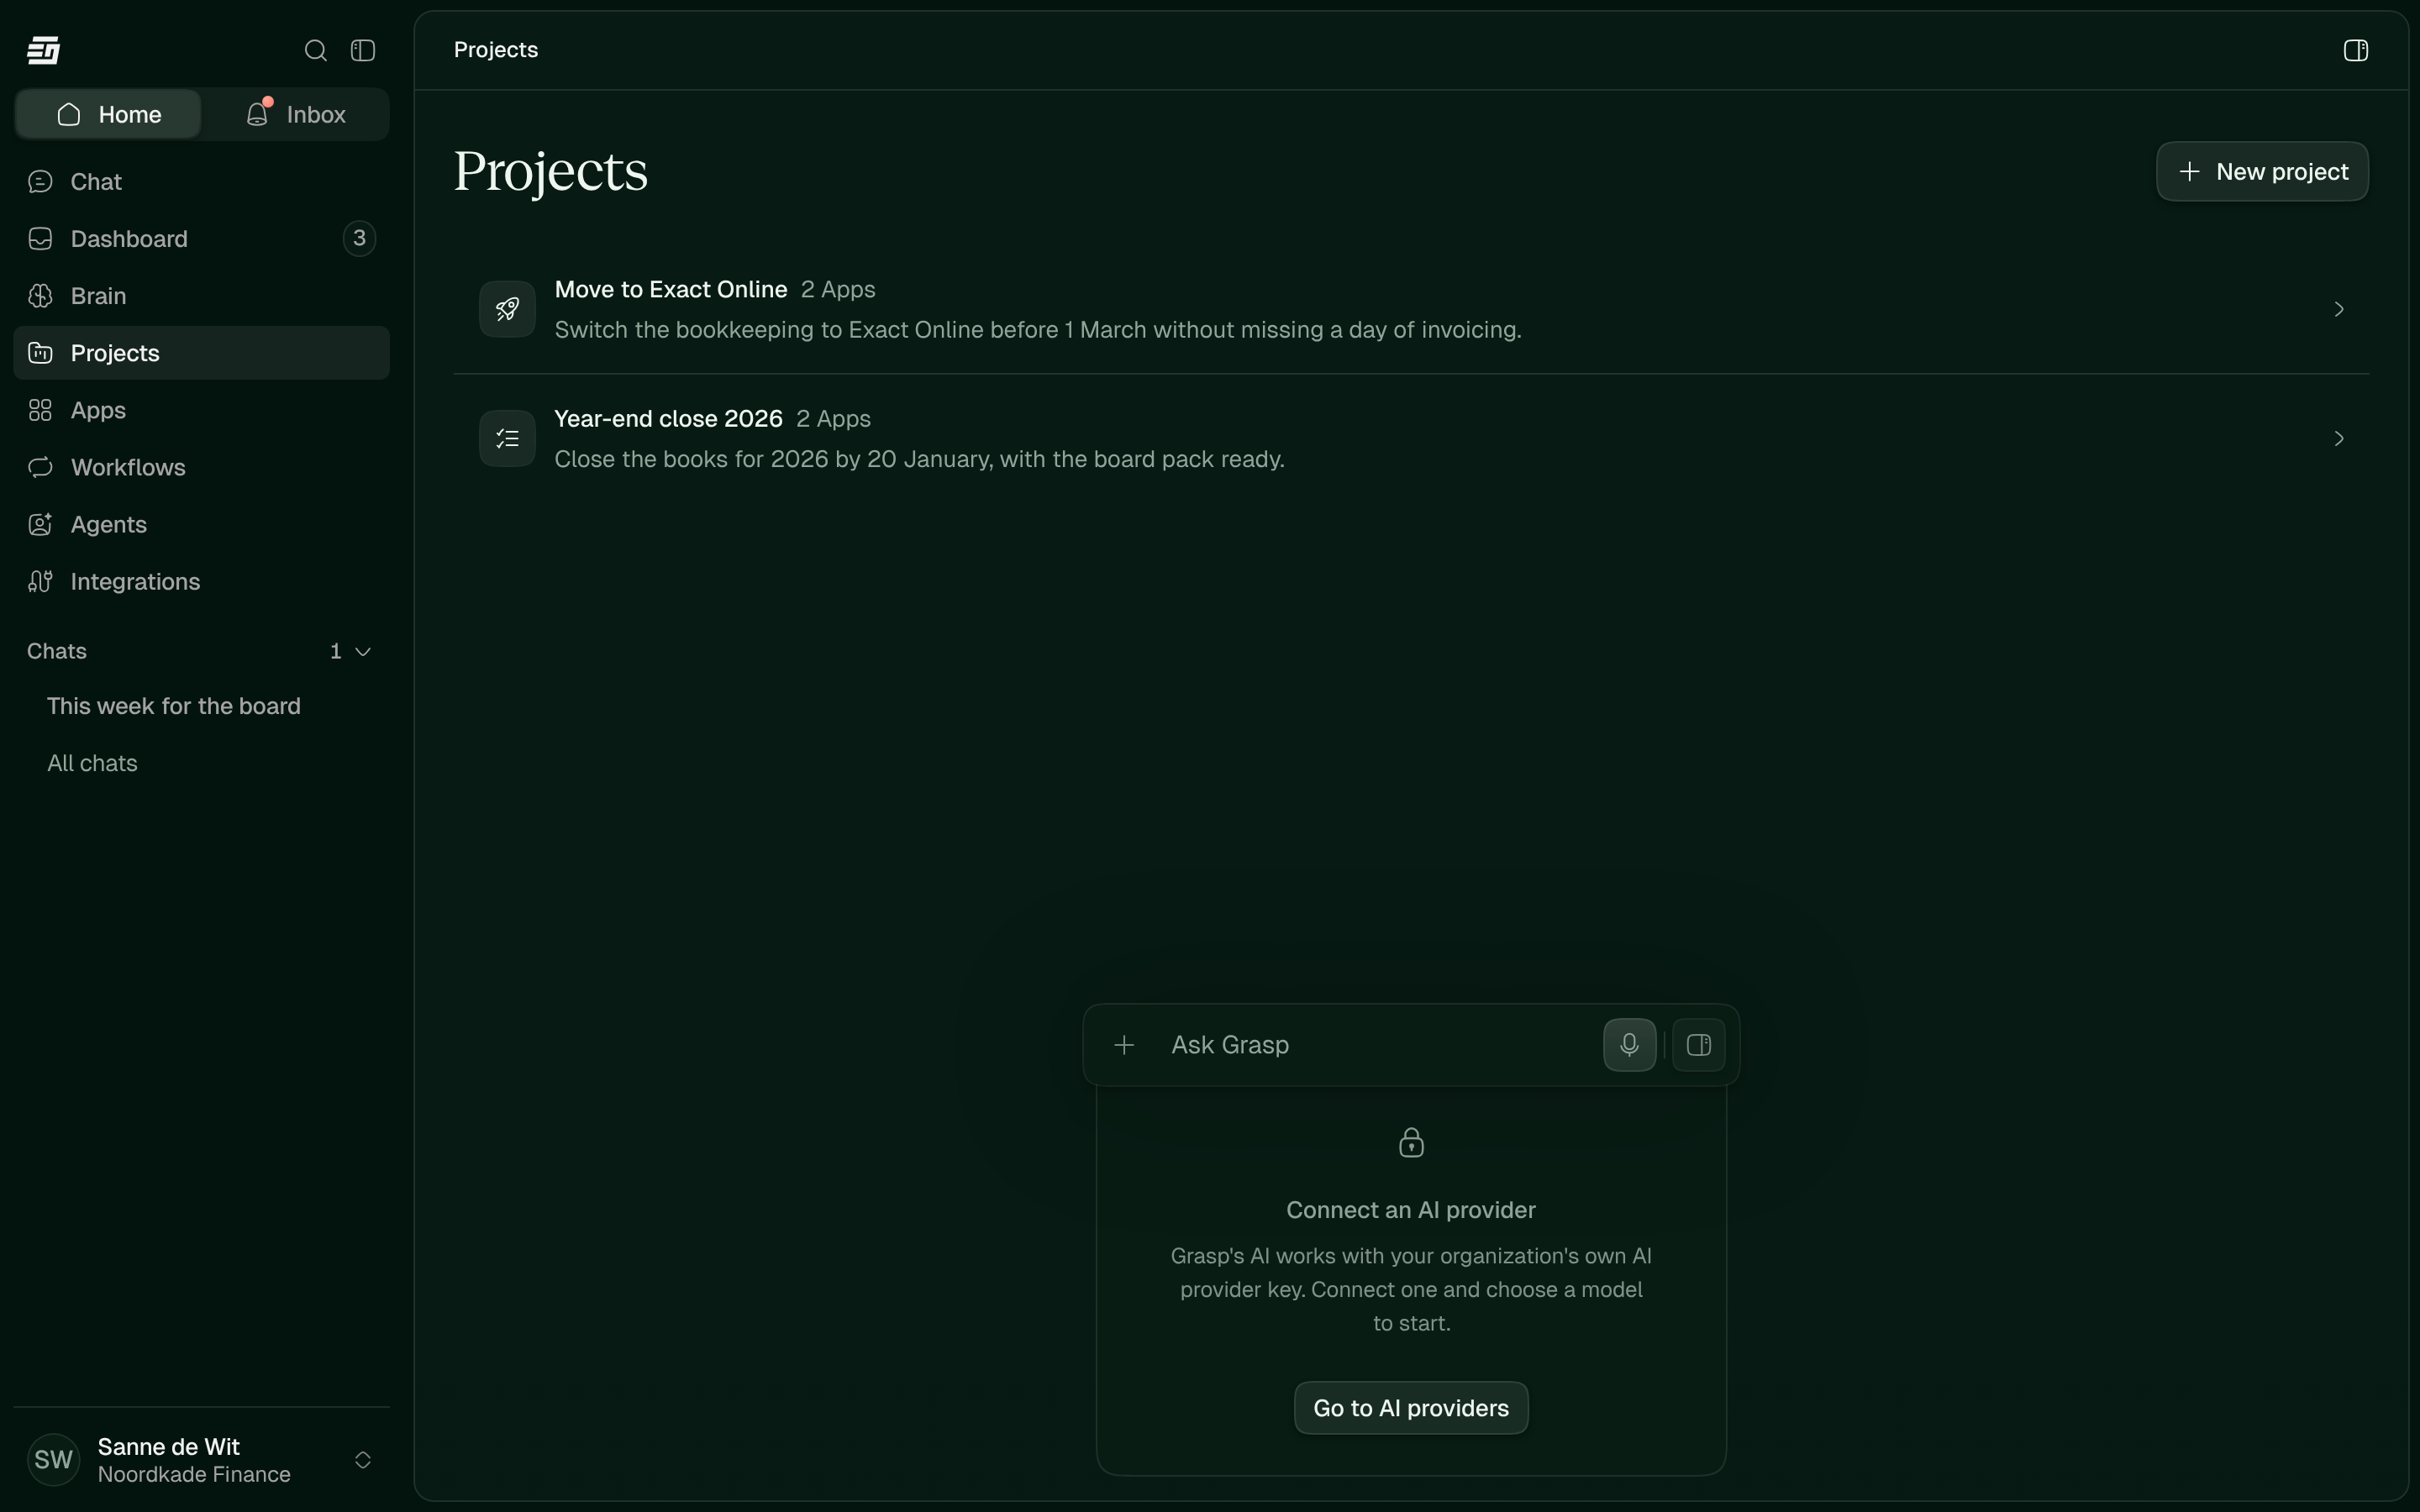 Projects
Home
Inbox
Chat
Dashboard
3
Brain
Projects
Apps
Workflows
Agents
Integrations
Chats
1
This week for the board
All chats
Sanne de Wit
SW
Noordkade Finance
Projects
New project
Move to Exact Online 2 Apps
Switch the bookkeeping to Exact Online before 1 March without missing a day of invoicing.
Year-end close 2026 2 Apps
Close the books for 2026 by 20 January, with the board pack ready.
Ask Grasp
Connect an AI provider
Grasp's AI works with your organization's own AI
provider key. Connect one and choose a model
to start.
Go to AI providers